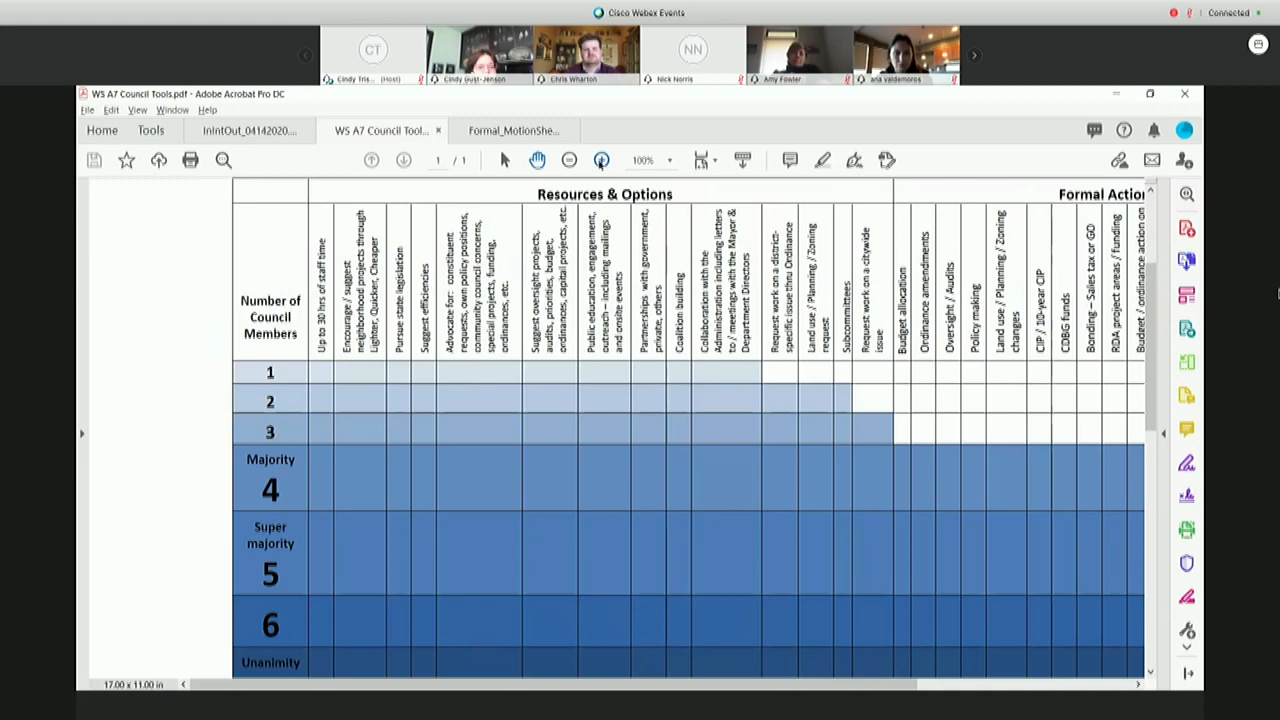 Cisco Webex Events
Connected
CT
NN
Cindy Tris... (Host)
Cindy Gust-Jenson
Chris Wharton
Nick Norris
Amy Fowler
ana valdemoros
WS A7 Council Tools.pdf - Adobe Acrobat Pro DC
File Edit View Window Help
Home Tools InIntOut_04142020.... WS A7 Council Tool... × Formal_MotionShe...
1 / 1 100%
Resources & Options Formal Action
Number of
Council
Members
Up to 30 hrs of staff time
Encourage / suggest
neighborhood projects through
Lighter, Quicker, Cheaper
Pursue state legislation
Suggest efficiencies
Advocate for: constituent
requests, own policy positions,
community council concerns,
special projects, funding,
ordinances, etc.
Suggest oversight projects,
audits, priorities, budget,
ordinances, capital projects, etc.
Public education, engagement,
outreach – including mailings
and onsite events
Partnerships with government,
private, others
Coalition building
Collaboration with the
Administration including letters
to / meetings with the Mayor &
Department Directors
Request work on a district-
specific issue thru Ordinance
Land use / Planning / Zoning
request
Subcommittees
Request work on a citywide
issue
Budget allocation
Ordinance amendments
Oversight / Audits
Policy making
Land use / Planning / Zoning
changes
CIP / 10-year CIP
CDBG funds
Bonding – Sales tax or GO
RDA project areas / funding
Budget / ordinance action on
1
2
3
Majority
4
Super
majority
5
6
Unanimity
17.00 x 11.00 in